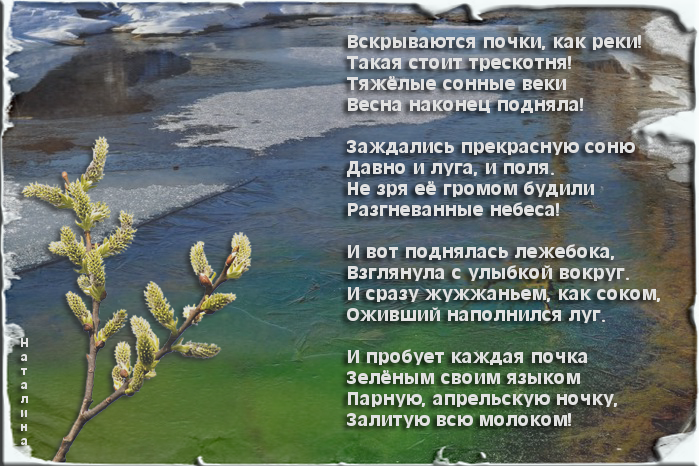 Вскрываются почки, как реки!
Такая стоит трескотня!
Тяжёлые сонные веки
Весна наконец подняла!

Заждались прекрасную соню
Давно и луга, и поля.
Не зря её громом будили
Разгневанные небеса!

И вот поднялась лежебока,
Взглянула с улыбкой вокруг.
И сразу жужжаньем, как соком,
Оживший наполнился луг.

И пробует каждая почка
Зелёным своим языком
Парную, апрельскую ночку,
Залитую всю молоком!

Наталина